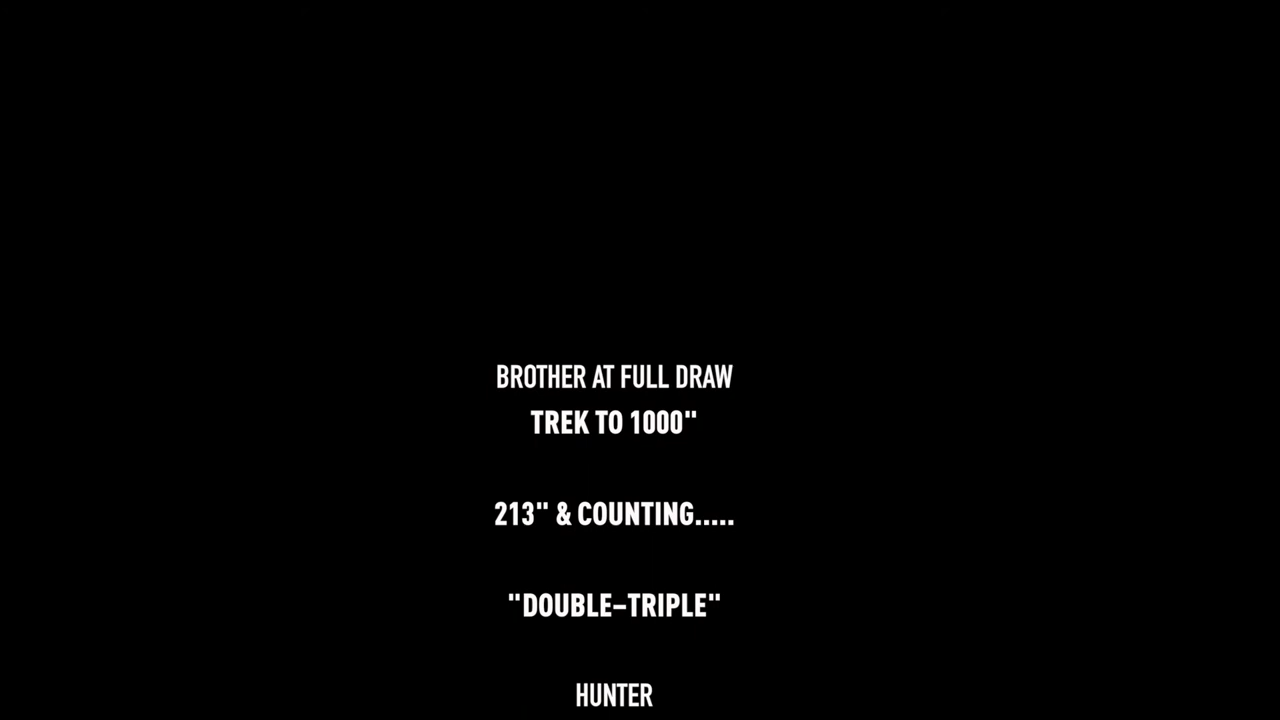 BROTHER AT FULL DRAW
TREK TO 1000"
213" & COUNTING.....
"DOUBLE-TRIPLE"
HUNTER